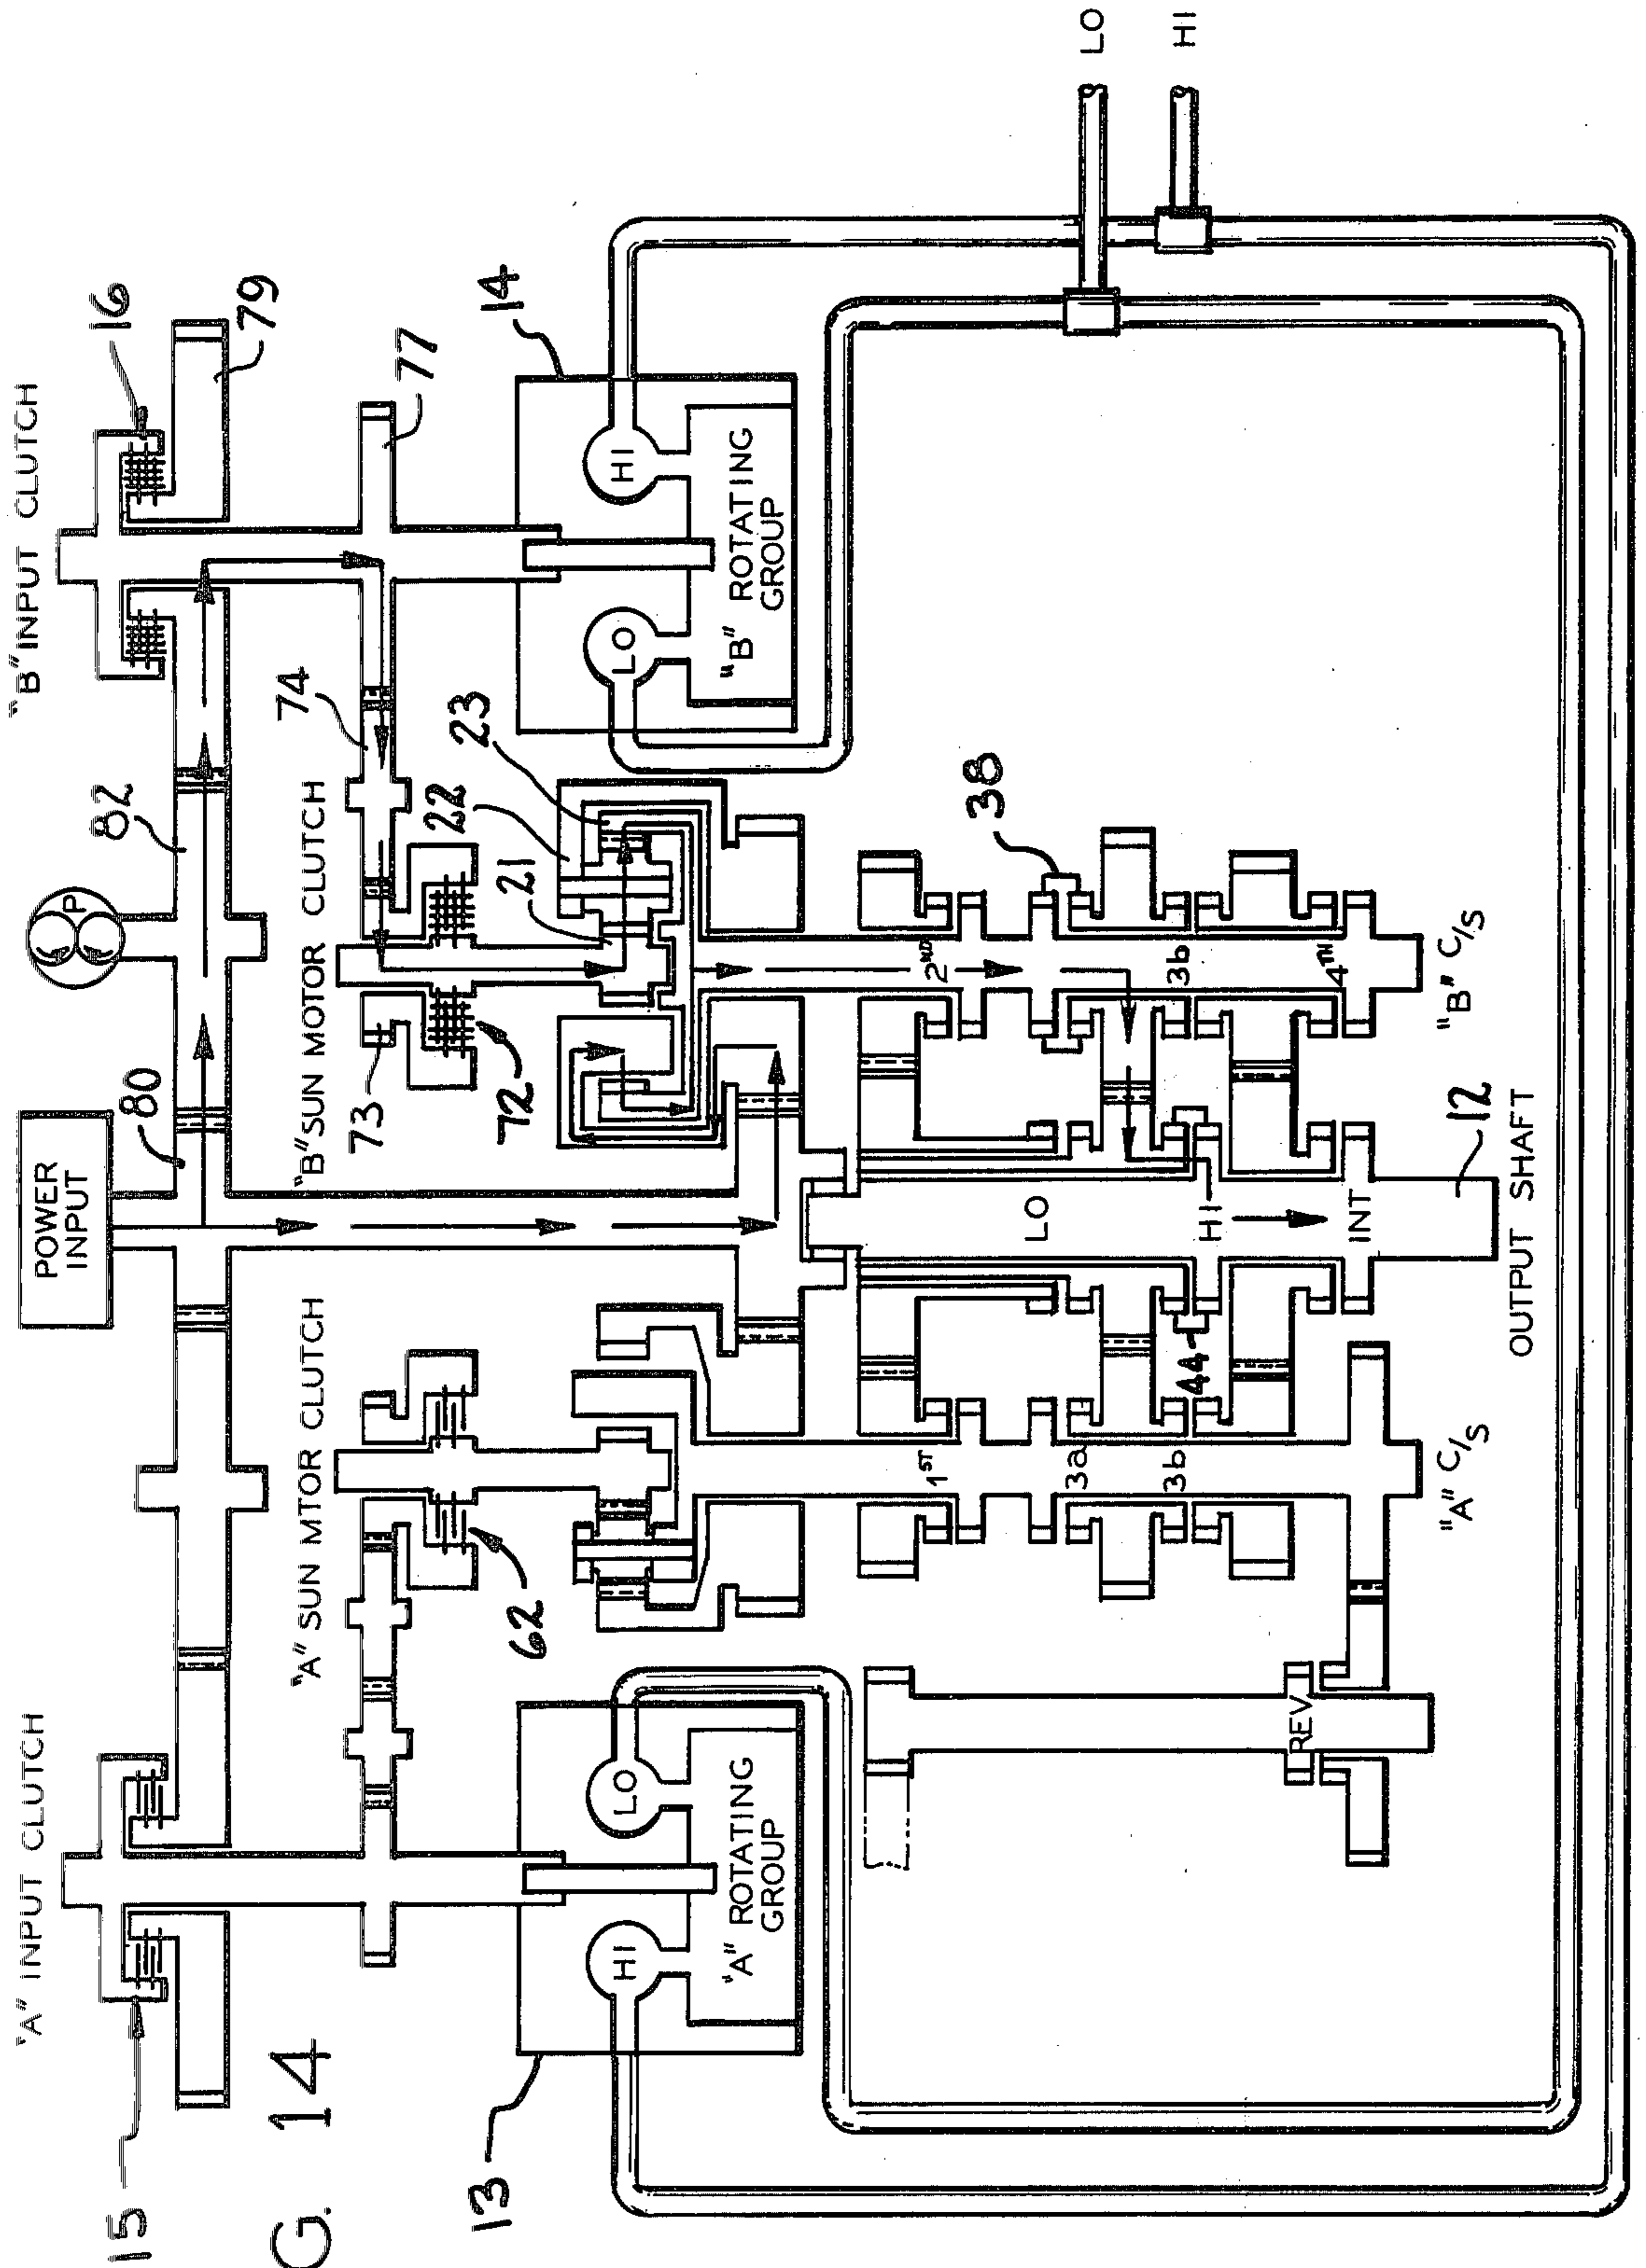 "A" INPUT CLUTCH
"B" INPUT CLUTCH
15
16
79
POWER
INPUT
80
82
P
G. 14
"A" SUN MTOR CLUTCH
"B" SUN MOTOR CLUTCH
74
77
73
72
62
21
22
23
13
14
HI
LO
"A" ROTATING
GROUP
LO
HI
"B" ROTATING
GROUP
LO
HI
38
1ST
3a
3b
44
LO
HI
INT
2ND
3b
4TH
REV
"A" C/S
"B" C/S
12
OUTPUT SHAFT